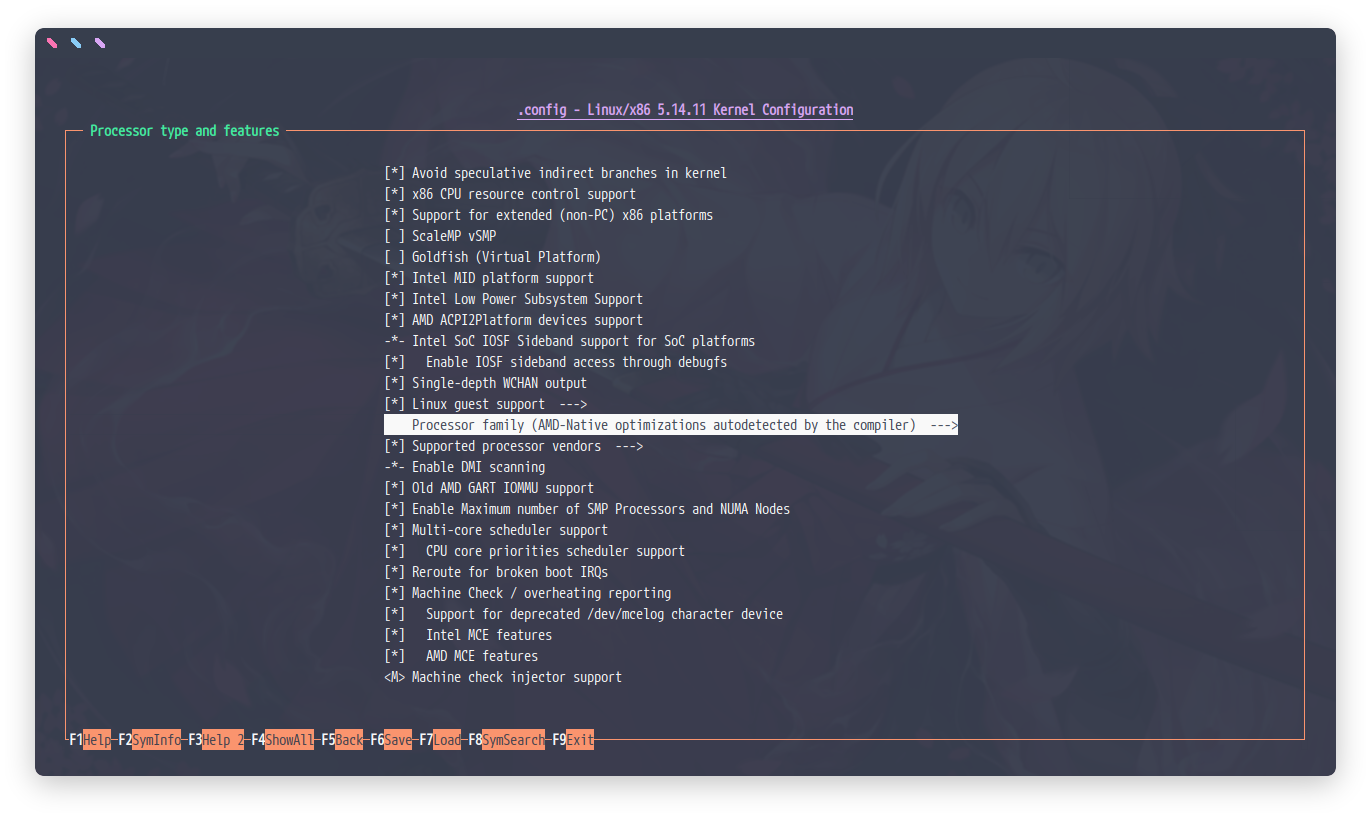 .config - Linux/x86 5.14.11 Kernel Configuration
Processor type and features
[*] Avoid speculative indirect branches in kernel
[*] x86 CPU resource control support
[*] Support for extended (non-PC) x86 platforms
[ ] ScaleMP vSMP
[ ] Goldfish (Virtual Platform)
[*] Intel MID platform support
[*] Intel Low Power Subsystem Support
[*] AMD ACPI2Platform devices support
-*- Intel SoC IOSF Sideband support for SoC platforms
[*]   Enable IOSF sideband access through debugfs
[*] Single-depth WCHAN output
[*] Linux guest support  --->
    Processor family (AMD-Native optimizations autodetected by the compiler)  --->
[*] Supported processor vendors  --->
-*- Enable DMI scanning
[*] Old AMD GART IOMMU support
[*] Enable Maximum number of SMP Processors and NUMA Nodes
[*] Multi-core scheduler support
[*]   CPU core priorities scheduler support
[*] Reroute for broken boot IRQs
[*] Machine Check / overheating reporting
[*]   Support for deprecated /dev/mcelog character device
[*]   Intel MCE features
[*]   AMD MCE features
<M> Machine check injector support
F1Help F2SymInfo F3Help 2 F4ShowAll F5Back F6Save F7Load F8SymSearch F9Exit